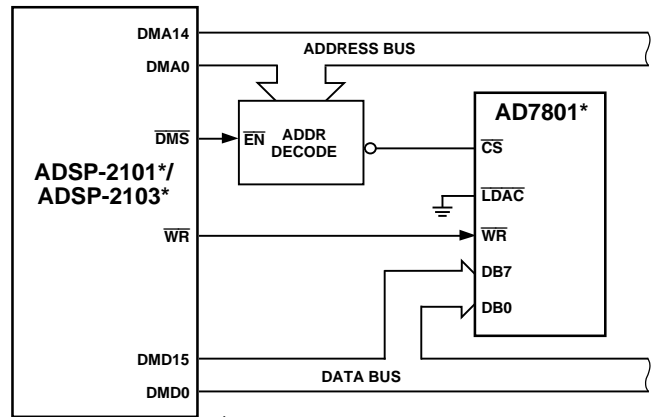 DMA14
ADDRESS BUS
DMA0
AD7801*
DMS
EN
ADDR
DECODE
CS
ADSP-2101*/
ADSP-2103*
LDAC
WR
WR
DB7
DB0
DMD15
DATA BUS
DMD0